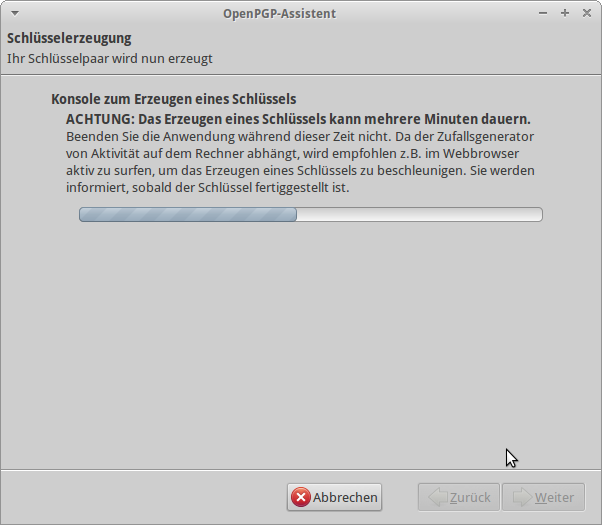 OpenPGP-Assistent
Schlüsselerzeugung
Ihr Schlüsselpaar wird nun erzeugt
Konsole zum Erzeugen eines Schlüssels
ACHTUNG: Das Erzeugen eines Schlüssels kann mehrere Minuten dauern.
Beenden Sie die Anwendung während dieser Zeit nicht. Da der Zufallsgenerator
von Aktivität auf dem Rechner abhängt, wird empfohlen z.B. im Webbrowser
aktiv zu surfen, um das Erzeugen eines Schlüssels zu beschleunigen. Sie werden
informiert, sobald der Schlüssel fertiggestellt ist.
Abbrechen Zurück Weiter